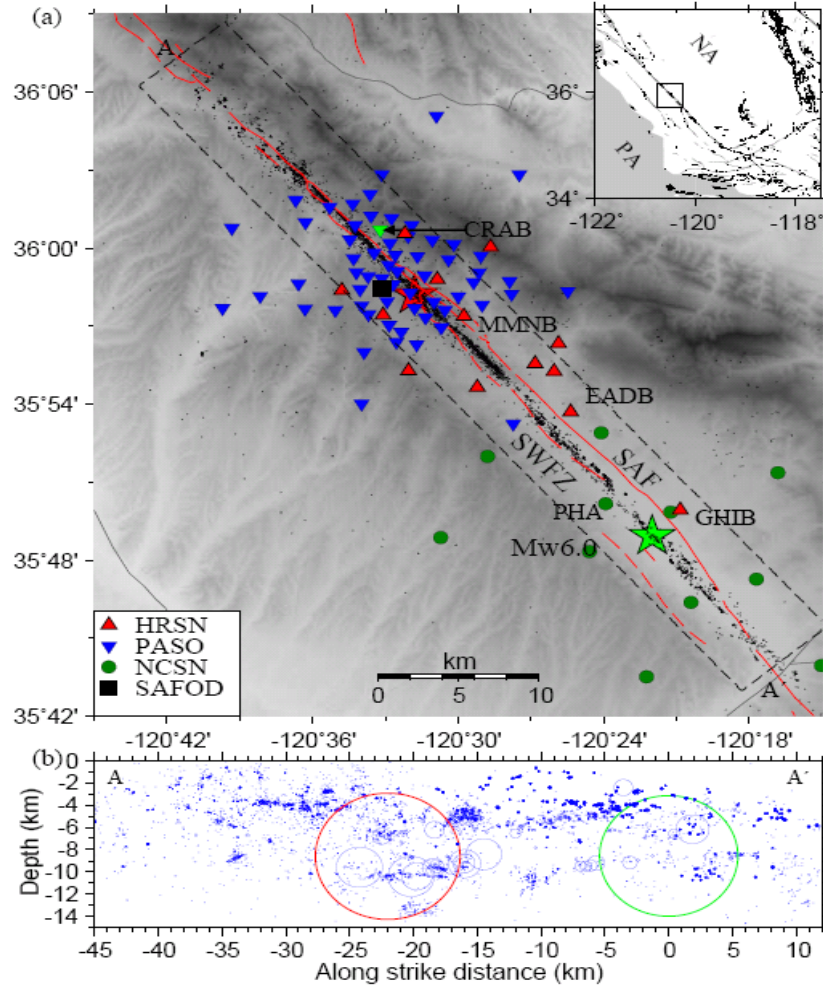 (a)
A
36°06'
36°00'
35°54'
35°48'
35°42'
NA
PA
36°
34°
-122° -120° -118°
CRAB
MMNB
EADB
SWFZ
SAF
PHA
GHIB
Mw6.0
A
HRSN
PASO
NCSN
SAFOD
km
0 5 10
-120°42' -120°36' -120°30' -120°24' -120°18'
(b)
A A´
Depth (km)
0
-2
-4
-6
-8
-10
-12
-14
-45 -40 -35 -30 -25 -20 -15 -10 -5 0 5 10
Along strike distance (km)